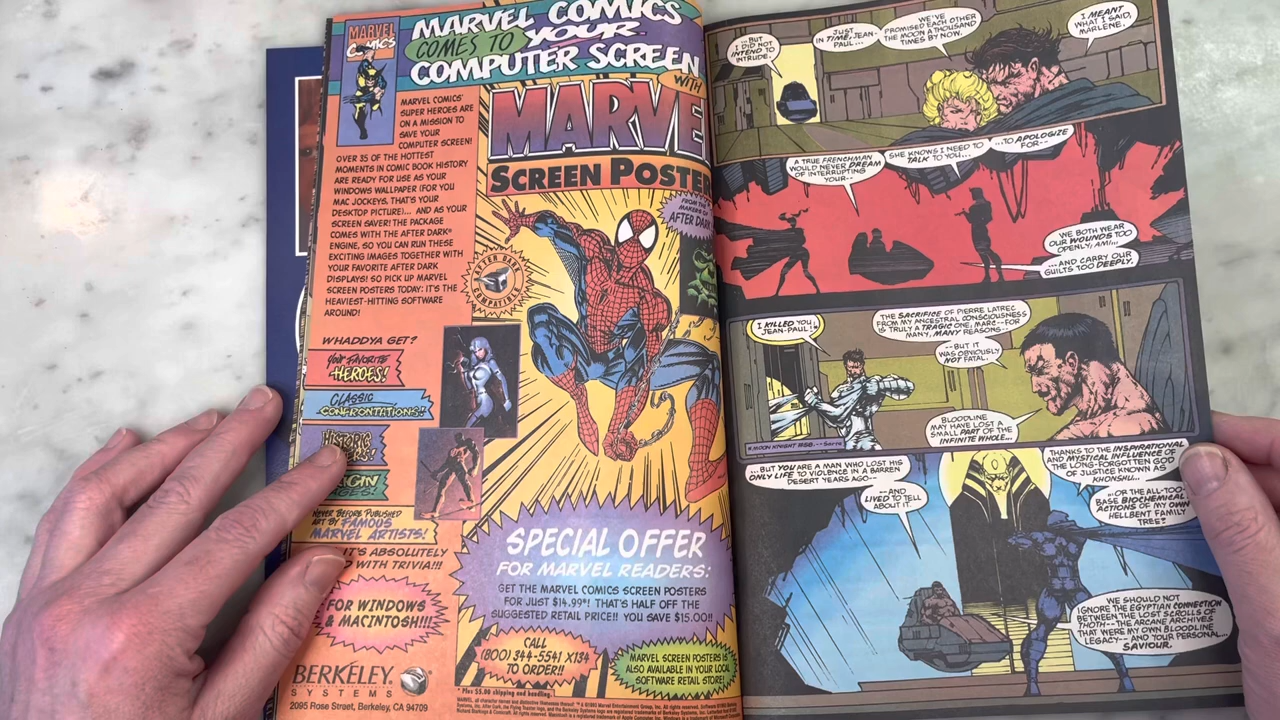 MARVEL
COMICS
MARVEL COMICS
COMES TO YOUR
COMPUTER SCREEN
WITH
MARVE
SCREEN POSTER
MARVEL COMICS'
SUPER HEROES ARE
ON A MISSION TO
SAVE YOUR
COMPUTER SCREEN!
OVER 35 OF THE HOTTEST
MOMENTS IN COMIC BOOK HISTORY
ARE READY FOR USE AS YOUR
WINDOWS WALLPAPER (FOR YOU
MAC JOCKEYS, THAT'S YOUR
DESKTOP PICTURE)... AND AS YOUR
SCREEN SAVER! THE PACKAGE
COMES WITH THE AFTER DARK®
ENGINE, SO YOU CAN RUN THESE
EXCITING IMAGES TOGETHER WITH
YOUR FAVORITE AFTER DARK
DISPLAYS! SO PICK UP MARVEL
SCREEN POSTERS TODAY: IT'S THE
HEAVIEST-HITTING SOFTWARE
AROUND!
FROM THE
MAKERS OF
AFTER DARK
AFTER DARK
COMPATIBLE
WHADDYA GET?
YOUR FAVORITE
HEROES!
CLASSIC
CONFRONTATIONS!
HISTORIC
NEVER BEFORE PUBLISHED
ART BY FAMOUS
MARVEL ARTISTS!
IT'S ABSOLUTELY
D WITH TRIVIA!!!
FOR WINDOWS
& MACINTOSH!!!
SPECIAL OFFER
FOR MARVEL READERS:
GET THE MARVEL COMICS SCREEN POSTERS
FOR JUST $14.99*! THAT'S HALF OFF THE
SUGGESTED RETAIL PRICE!! YOU SAVE $15.00!!
CALL
(800) 344-5541 X134
TO ORDER!!
MARVEL SCREEN POSTERS IS
ALSO AVAILABLE IN YOUR LOCAL
SOFTWARE RETAIL STORE!
BERKELEY
SYSTEMS
2095 Rose Street, Berkeley, CA 94709
* Plus $5.00 shipping and handling.
...BUT
I DID NOT
INTEND TO
INTRUDE.
JUST
IN TIME, JEAN-
PAUL...
WE'VE
PROMISED EACH OTHER
THE MOON A THOUSAND
TIMES BY NOW.
I MEANT
WHAT I SAID,
MARLENE.
A TRUE FRENCHMAN
WOULD NEVER DREAM
OF INTERRUPTING
YOUR--
SHE KNOWS I NEED TO
TALK TO YOU...
...TO APOLOGIZE
FOR--
WE BOTH WEAR
OUR WOUNDS TOO
OPENLY, AMI...
...AND CARRY OUR
GUILTS TOO DEEPLY.
I KILLED YOU,
JEAN-PAUL!*
THE SACRIFICE OF PIERRE LATREC
FROM MY ANCESTRAL CONSCIOUSNESS
IS TRULY A TRAGIC ONE, MARC--FOR
MANY, MANY REASONS--
--BUT IT
WAS OBVIOUSLY
NOT FATAL.
BLOODLINE
MAY HAVE LOST A
SMALL PART OF THE
INFINITE WHOLE...
...BUT YOU ARE A MAN WHO LOST HIS
ONLY LIFE TO VIOLENCE IN A BARREN
DESERT YEARS AGO--
--AND
LIVED TO TELL
ABOUT IT.
THANKS TO THE INSPIRATIONAL
AND MYSTICAL INFLUENCE OF
THE LONG-FORGOTTEN GOD
OF JUSTICE KNOWN AS
KHONSHU...
...OR THE ALL-TOO-
BASE BIOCHEMICAL
ACTIONS OF MY OWN
HELLBENT FAMILY
TREE?
WE SHOULD NOT
IGNORE THE EGYPTIAN CONNECTION
BETWEEN THE LOST SCROLLS OF
THOTH--THE ARCANE ARCHIVES
THAT WERE MY OWN BLOODLINE
LEGACY--AND YOUR PERSONAL...
SAVIOUR.